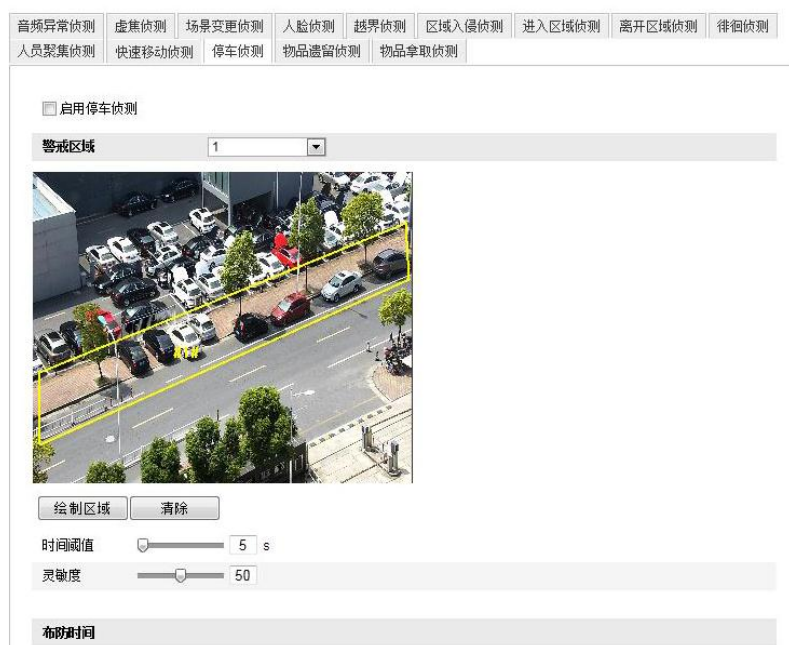 音频异常侦测 虚焦侦测 场景变更侦测 人脸侦测 越界侦测 区域入侵侦测 进入区域侦测 离开区域侦测 徘徊侦测
人员聚集侦测 快速移动侦测 停车侦测 物品遗留侦测 物品拿取侦测
启用停车侦测
警戒区域 1
绘制区域 清除
时间阈值 5 s
灵敏度 50
布防时间